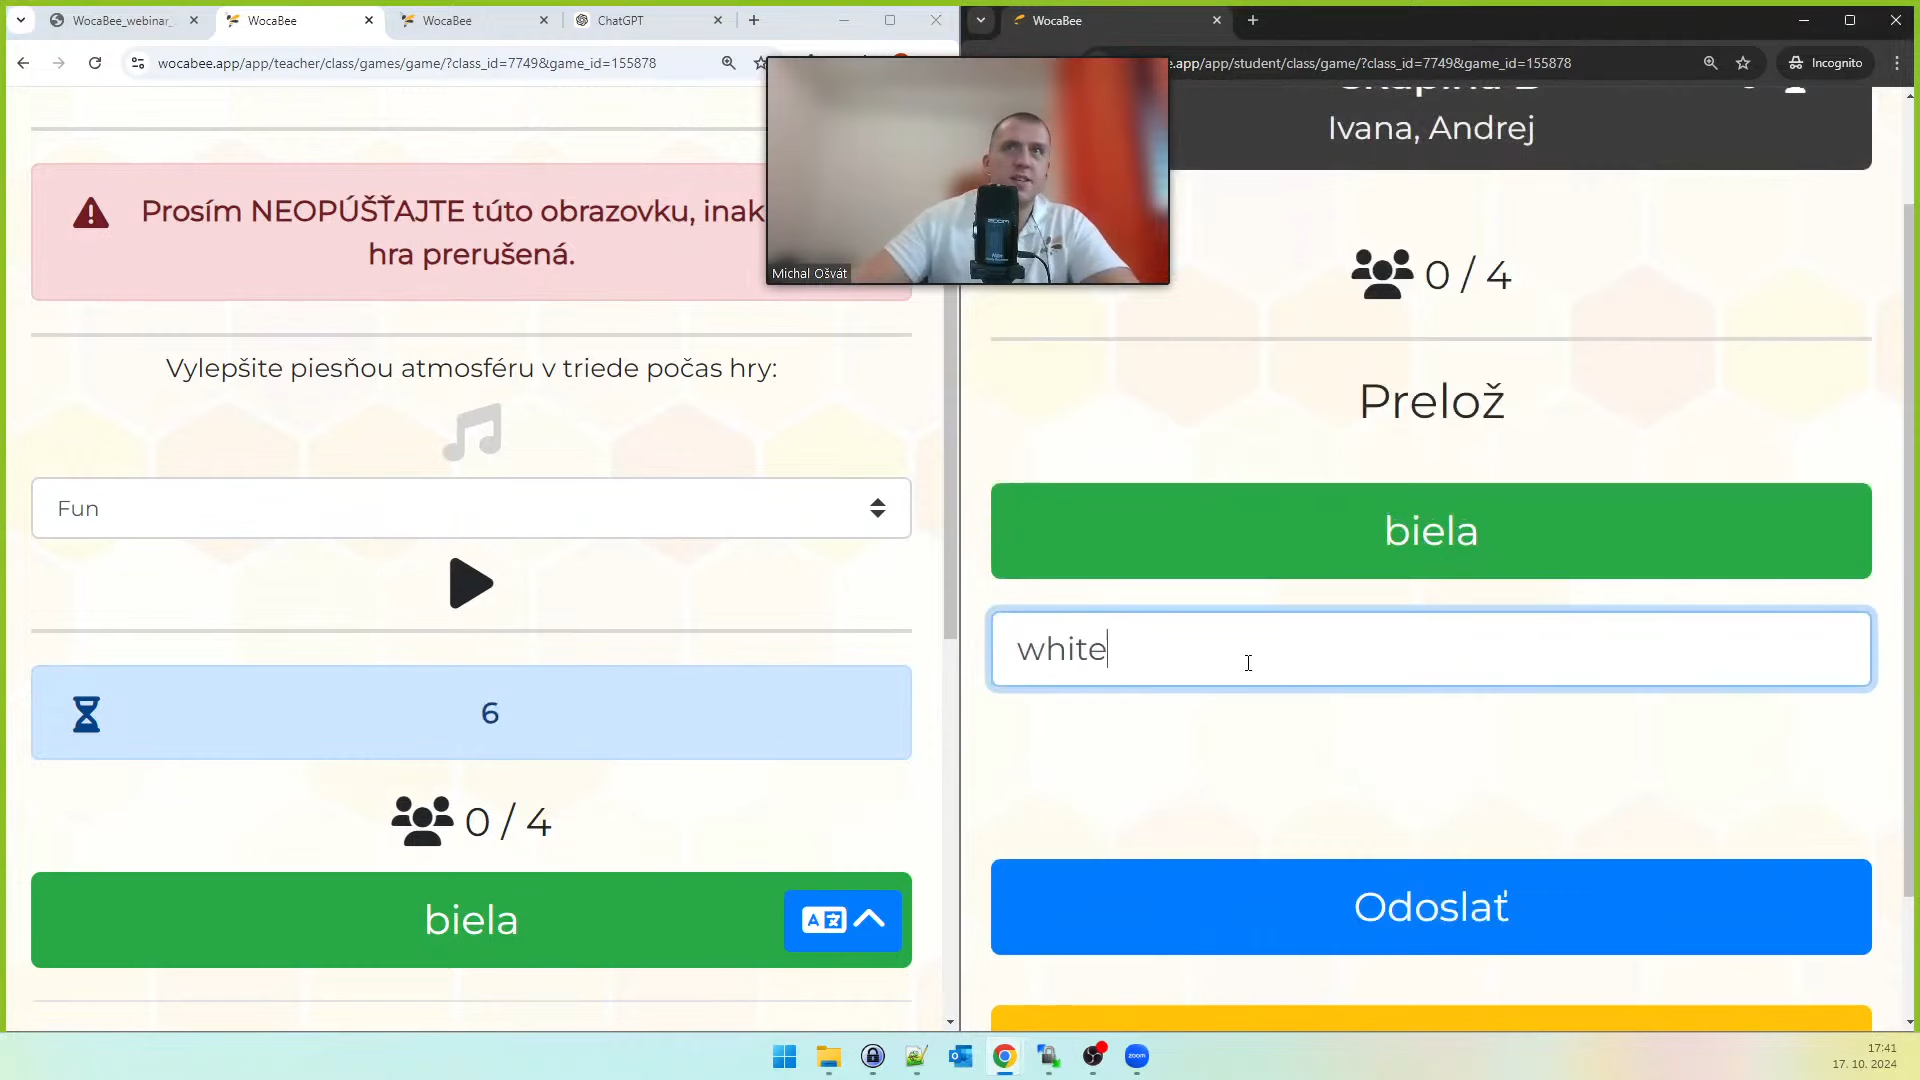 WocaBee_webinar_
WocaBee
WocaBee
ChatGPT
WocaBee
wocabee.app/app/teacher/class/games/game/?class_id=7749&game_id=155878
e.app/app/student/class/game/?class_id=7749&game_id=155878
Incognito
Ivana, Andrej
Prosím NEOPÚŠŤAJTE túto obrazovku, inak
hra prerušená.
Michal Ošvát
0 / 4
Vylepšite piesňou atmosféru v triede počas hry:
Prelož
Fun
biela
white
6
0 / 4
biela
Odoslať
zoom
17:41
17. 10. 2024